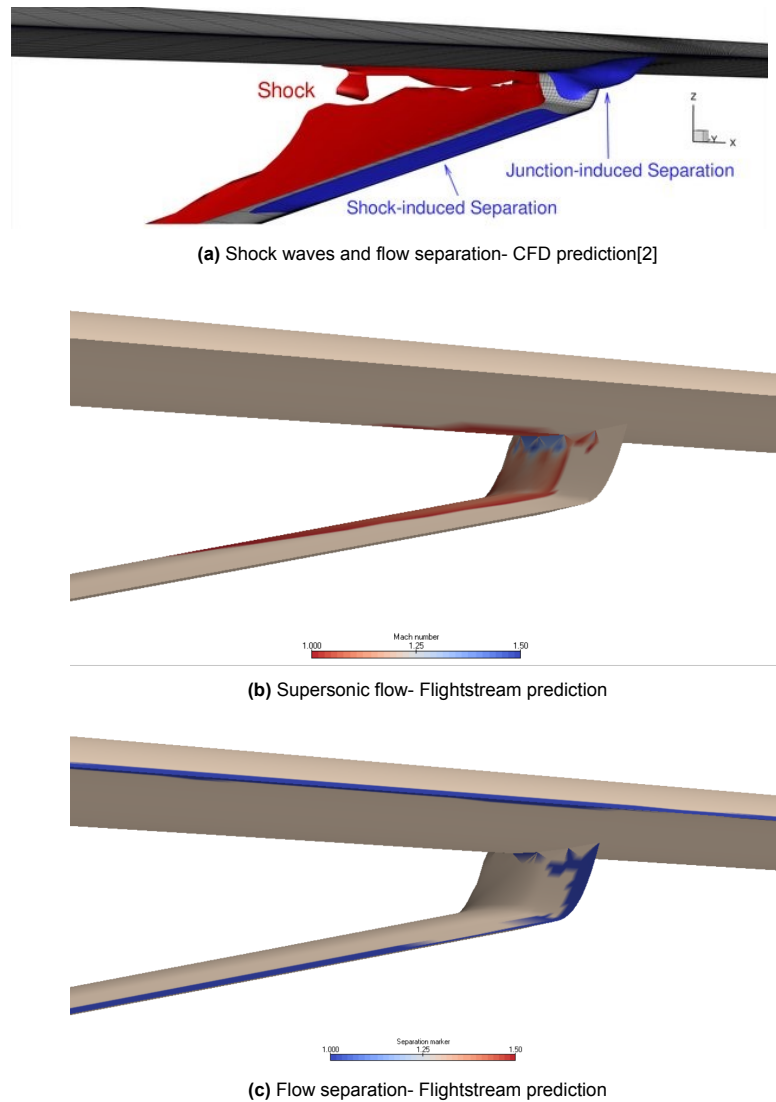 Shock
z
Y
x
Junction-induced Separation
Shock-induced Separation
(a) Shock waves and flow separation- CFD prediction[2]
Mach number
1.000 1.25 1.50
(b) Supersonic flow- Flightstream prediction
Separation marker
1.000 1.25 1.50
(c) Flow separation- Flightstream prediction